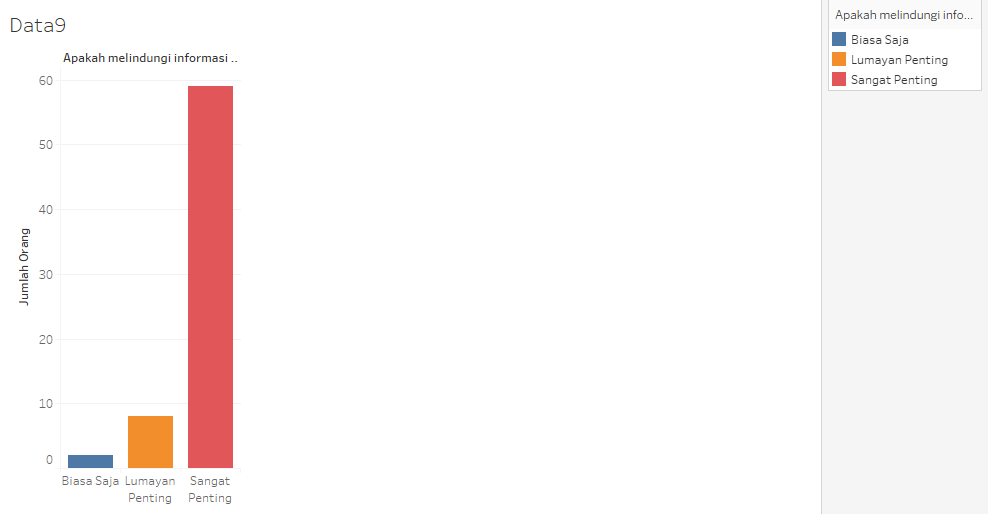 Data9
Apakah melindungi informasi ..
60
50
40
30
20
10
0
Jumlah Orang
Biasa Saja
Lumayan
Penting
Sangat
Penting
Apakah melindungi info...
Biasa Saja
Lumayan Penting
Sangat Penting